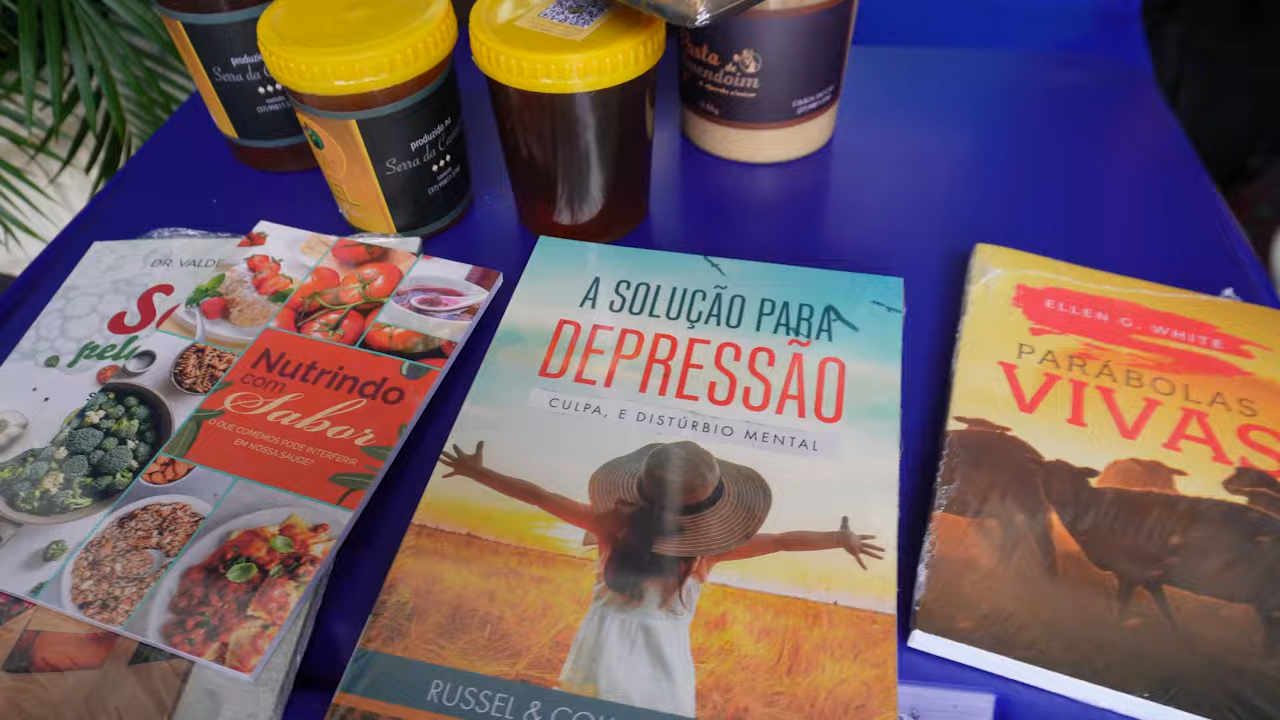 produzido na
Serra da
produzido na
Serra da
Pasta de
Amendoim
DR. VALDE
Nutrindo
com
Sabor
O QUE COMEMOS PODE INTERFERIR
EM NOSSA SAÚDE?
A SOLUÇÃO PARA
DEPRESSÃO
CULPA, E DISTÚRBIO MENTAL
RUSSEL &
ELLEN G. WHITE
PARÁBOLAS
VIVAS